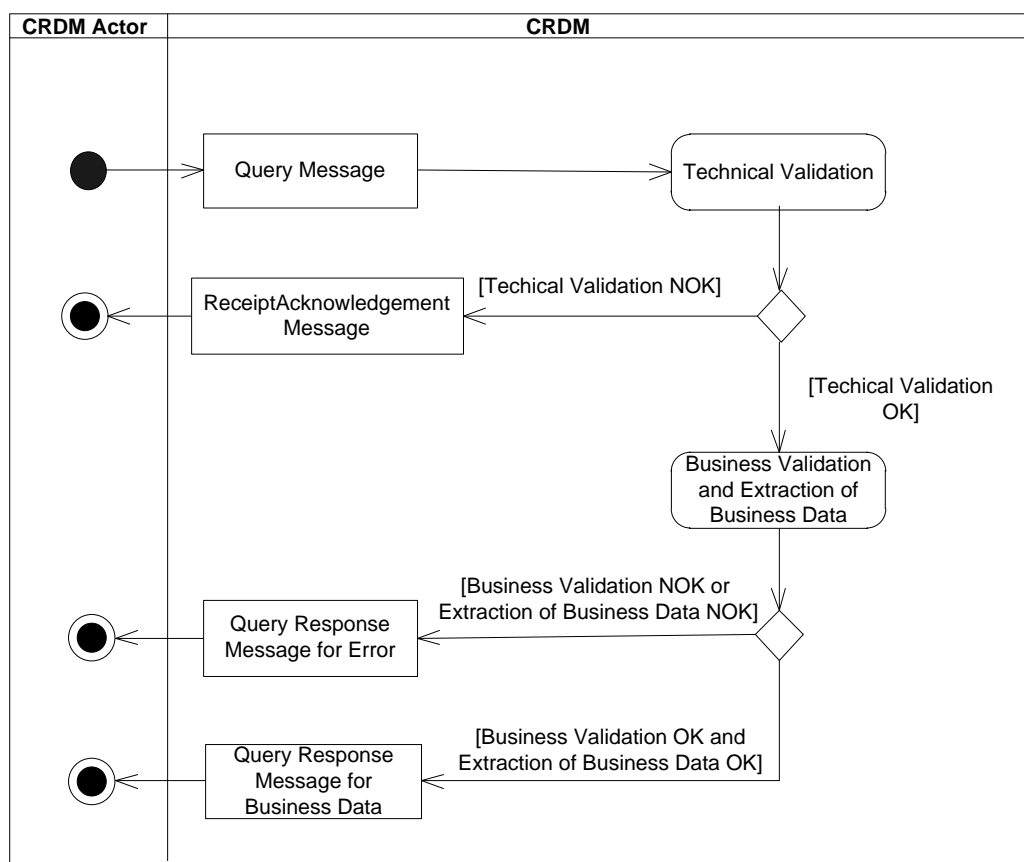 CRDM Actor
CRDM
Query Message
Technical Validation
[Techical Validation NOK]
ReceiptAcknowledgement
Message
[Techical Validation
OK]
Business Validation
and Extraction of
Business Data
[Business Validation NOK or
Extraction of Business Data NOK]
Query Response
Message for Error
[Business Validation OK and
Extraction of Business Data OK]
Query Response
Message for
Business Data